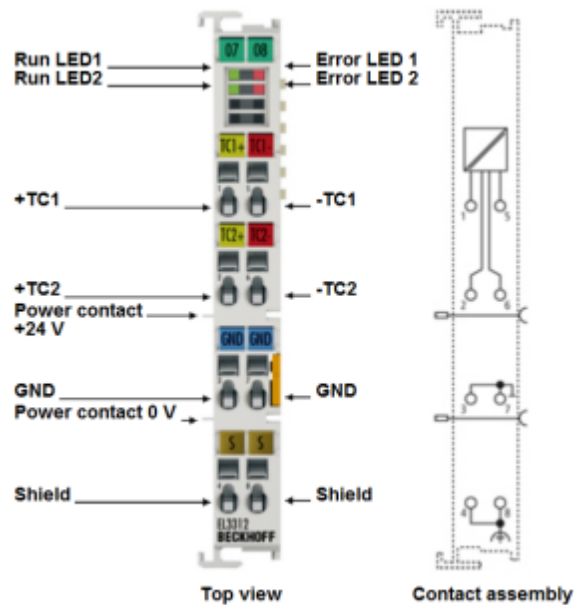 07 08
Run LED1
Error LED 1
Run LED2
Error LED 2
TC1+ TC1-
+TC1
-TC1
1 5
TC2+ TC2-
+TC2
-TC2
2 6
Power contact
+24 V
GND GND
GND
GND
3 7
Power contact 0 V
S S
Shield
Shield
4 8
EL3312
BECKHOFF
Top view
Contact assembly